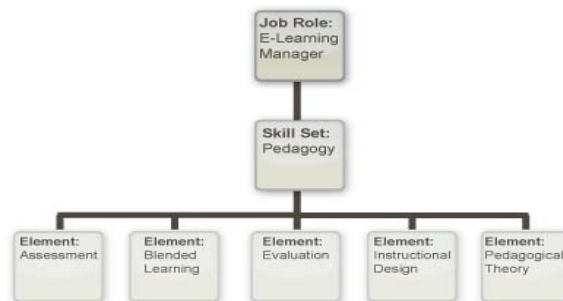 Job Role:
E-Learning
Manager
Skill Set:
Pedagogy
Element:
Assessment
Element:
Blended
Learning
Element:
Evaluation
Element:
Instructional
Design
Element:
Pedagogical
Theory